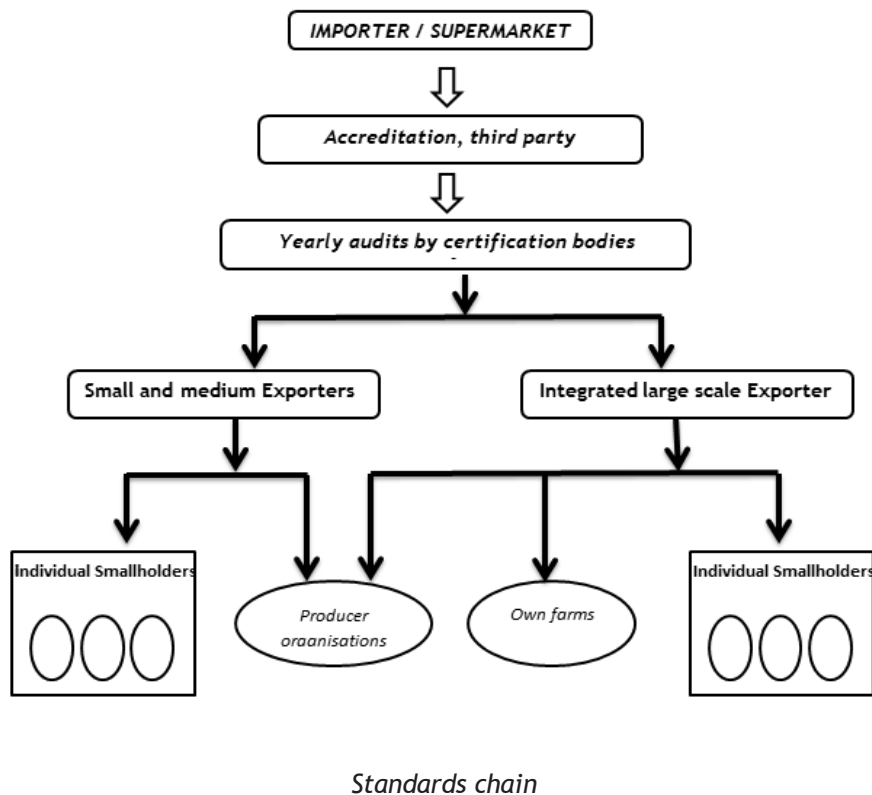 IMPORTER / SUPERMARKET
Accreditation, third party
Yearly audits by certification bodies
Small and medium Exporters
Integrated large scale Exporter
Individual Smallholders
Individual Smallholders
Producer
oraanisations
Own farms
Standards chain